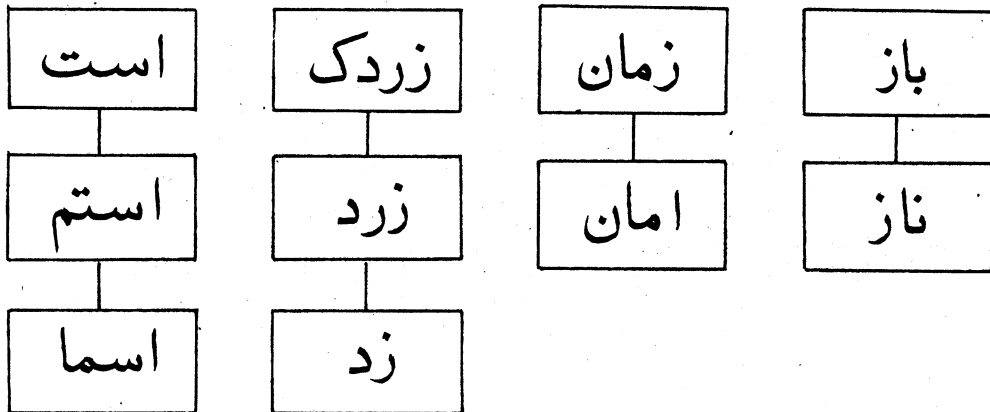 باز
ناز
زمان
امان
زردک
زرد
زد
است
استم
اسما